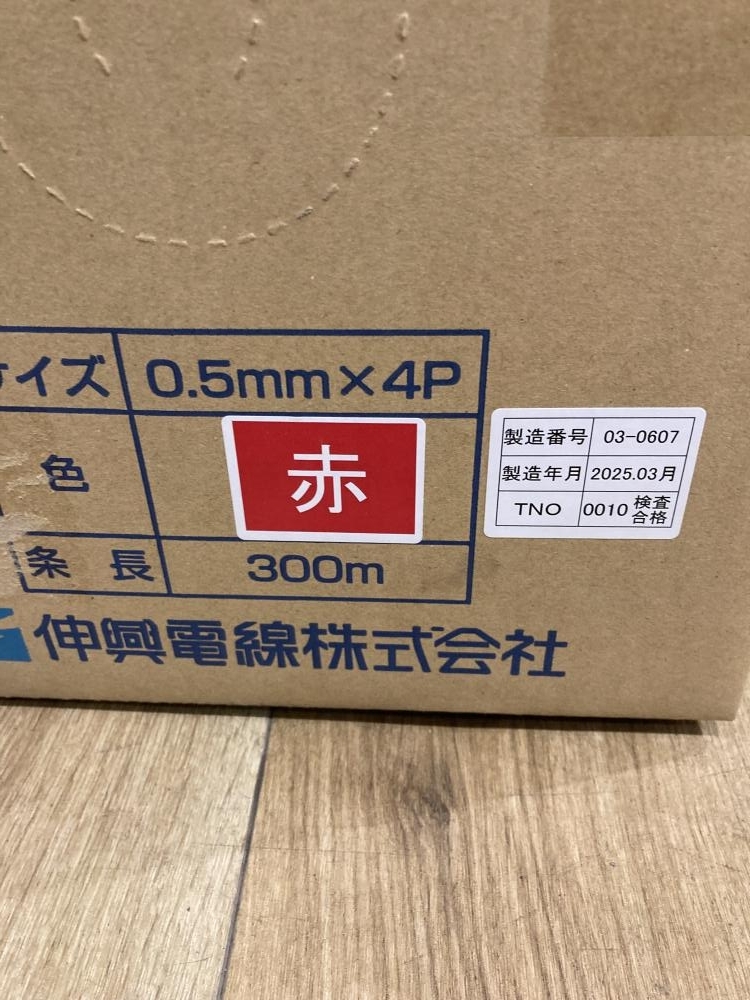 サイズ 0.5mm×4P
色 赤
条長 300m
伸興電線株式会社
製造番号 03-0607
製造年月 2025.03月
TNO 0010 検査合格